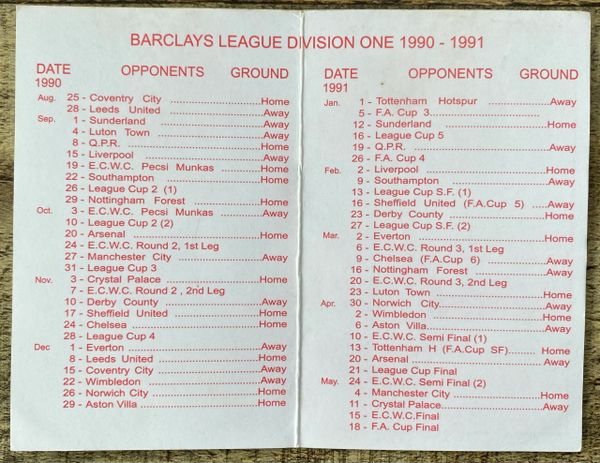 BARCLAYS LEAGUE DIVISION ONE 1990 - 1991
DATE OPPONENTS GROUND
1990
Aug. 25 - Coventry City ........................Home
28 - Leeds United ........................Away
Sep. 1 - Sunderland ........................Away
4 - Luton Town ........................Away
8 - Q.P.R. ........................Home
15 - Liverpool ........................Away
19 - E.C.W.C. Pecsi Munkas ............Home
22 - Southampton ........................Home
26 - League Cup 2 (1)
29 - Nottingham Forest ................Home
Oct. 3 - E.C.W.C. Pecsi Munkas ............Away
10 - League Cup 2 (2)
20 - Arsenal ........................Home
24 - E.C.W.C. Round 2, 1st Leg
27 - Manchester City ..................Away
31 - League Cup 3
Nov. 3 - Crystal Palace ........................Home
7 - E.C.W.C. Round 2 , 2nd Leg
10 - Derby County ........................Away
17 - Sheffield United ........................Home
24 - Chelsea ........................Home
28 - League Cup 4
Dec 1 - Everton ........................Away
8 - Leeds United ........................Home
15 - Coventry City ........................Away
22 - Wimbledon ........................Away
26 - Norwich City ........................Home
29 - Aston Villa ........................Home
DATE OPPONENTS GROUND
1991
Jan. 1 - Tottenham Hotspur ................Away
5 - F.A. Cup 3........................
12 - Sunderland ........................Home
16 - League Cup 5
19 - Q.P.R. ........................Away
26 - F.A. Cup 4
Feb. 2 - Liverpool ........................Home
9 - Southampton ........................Away
13 - League Cup S.F. (1)
16 - Sheffield United (F.A.Cup 5) .....Away
23 - Derby County ........................Home
27 - League Cup S.F. (2)
Mar. 2 - Everton ........................Home
6 - E.C.W.C. Round 3, 1st Leg
9 - Chelsea (F.A.Cup 6) ............Away
16 - Nottingham Forest ................Away
20 - E.C.W.C. Round 3, 2nd Leg
23 - Luton Town ........................Home
Apr. 30 - Norwich City........................Away
2 - Wimbledon ........................Home
6 - Aston Villa........................Away
10 - E.C.W.C. Semi Final (1)
13 - Tottenham H (F.A.Cup SF)........ Home
20 - Arsenal ........................Away
21 - League Cup Final
May. 24 - E.C.W.C. Semi Final (2)
4 - Manchester City ..................Home
11 - Crystal Palace........................Away
15 - E.C.W.C.Final
18 - F.A. Cup Final